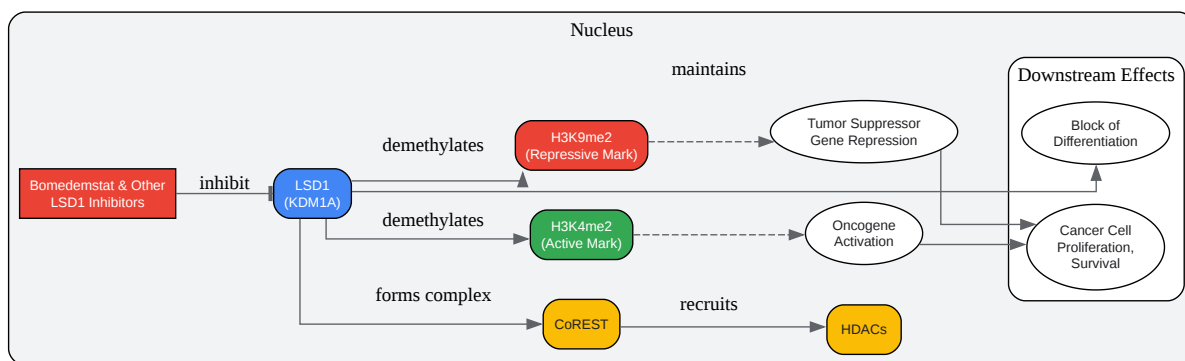 Nucleus
maintains
Downstream Effects
demethylates
H3K9me2
(Repressive Mark)
Tumor Suppressor
Gene Repression
Block of
Differentiation
Bomedemstat & Other
LSD1 Inhibitors
inhibit
LSD1
(KDM1A)
demethylates
H3K4me2
(Active Mark)
Oncogene
Activation
Cancer Cell
Proliferation,
Survival
forms complex
CoREST
recruits
HDACs